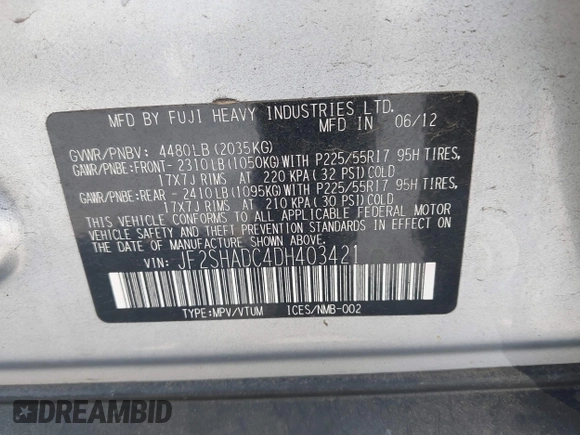 MFD BY FUJI HEAVY INDUSTRIES LTD.
MFD IN 06/12
GVWR/PNBV: 4480LB (2035KG)
GAWR/PNBE:FRONT- 2310LB(1050KG)WITH P225/55R17 95H TIRES,
17X7J RIMS AT 220 KPA( 32 PSI)COLD
GAWR/PNBE:REAR - 2410LB(1095KG)WITH P225/55R17 95H TIRES,
17X7J RIMS AT 210 KPA( 30 PSI)COLD
THIS VEHICLE CONFORMS TO ALL APPLICABLE FEDERAL MOTOR
VEHICLE SAFETY AND THEFT PREVENTION STANDARDS IN EFFECT ON
THE DATE OF MANUFACTURE SHOWN ABOVE.
VIN: JF2SHADC4DH403421
TYPE:MPV/VTUM ICES/NMB-002
DREAMBID